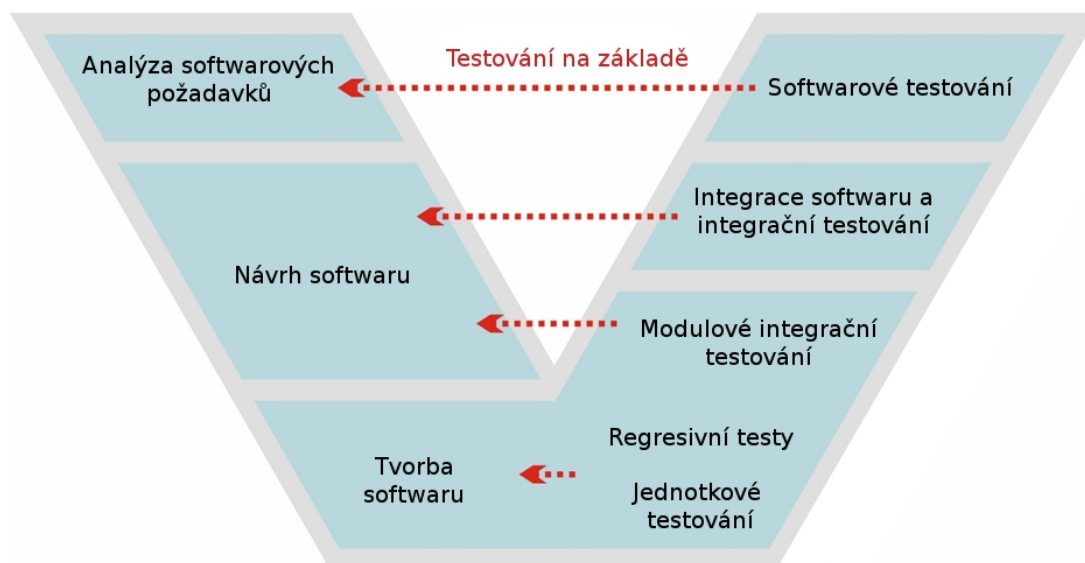 Analýza softwarových
požadavků
Testování na základě
Softwarové testování
Integrace softwaru a
integrační testování
Návrh softwaru
Modulové integrační
testování
Regresivní testy
Tvorba
softwaru
Jednotkové
testování